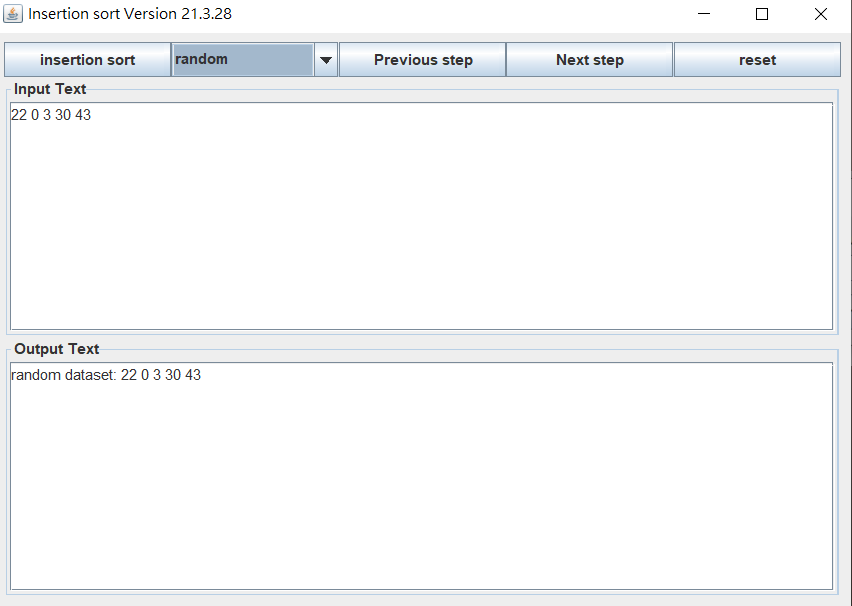 Insertion sort Version 21.3.28
insertion sort random Previous step Next step reset
Input Text
22 0 3 30 43
Output Text
random dataset: 22 0 3 30 43